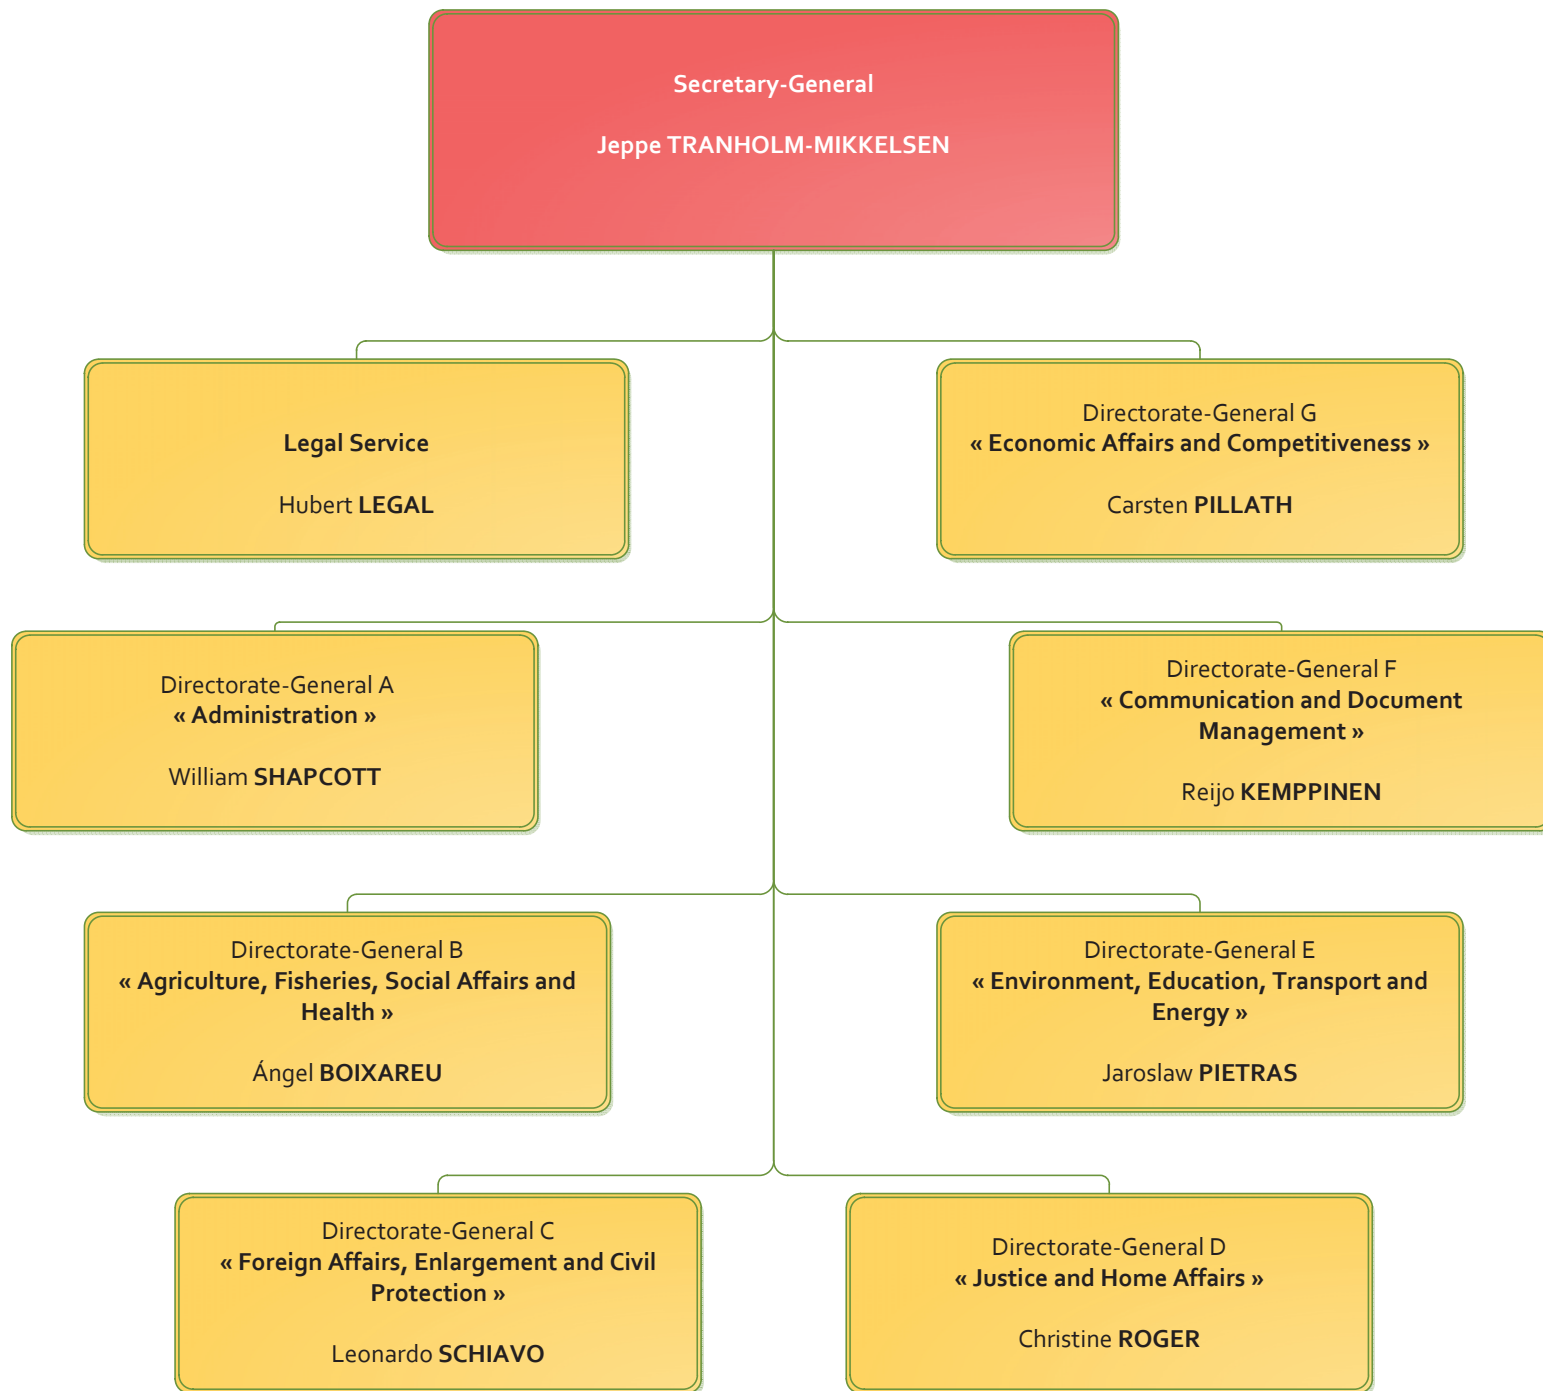 Secretary-General
Jeppe TRANHOLM-MIKKELSEN
Legal Service
Hubert LEGAL
Directorate-General G
« Economic Affairs and Competitiveness »
Carsten PILLATH
Directorate-General A
« Administration »
William SHAPCOTT
Directorate-General F
« Communication and Document
Management »
Reijo KEMPPINEN
Directorate-General B
« Agriculture, Fisheries, Social Affairs and
Health »
Ángel BOIXAREU
Directorate-General E
« Environment, Education, Transport and
Energy »
Jaroslaw PIETRAS
Directorate-General C
« Foreign Affairs, Enlargement and Civil
Protection »
Leonardo SCHIAVO
Directorate-General D
« Justice and Home Affairs »
Christine ROGER